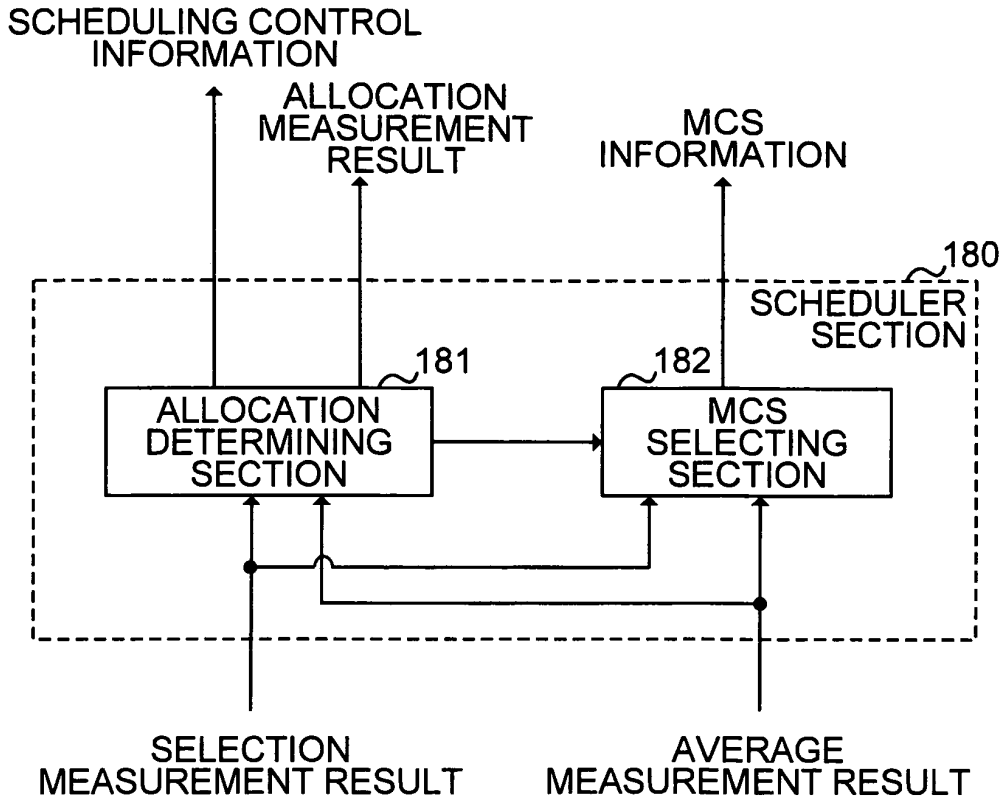 SCHEDULING CONTROL
INFORMATION
ALLOCATION
MEASUREMENT
RESULT
MCS
INFORMATION
180
SCHEDULER
SECTION
181
ALLOCATION
DETERMINING
SECTION
182
MCS
SELECTING
SECTION
SELECTION
MEASUREMENT RESULT
AVERAGE
MEASUREMENT RESULT